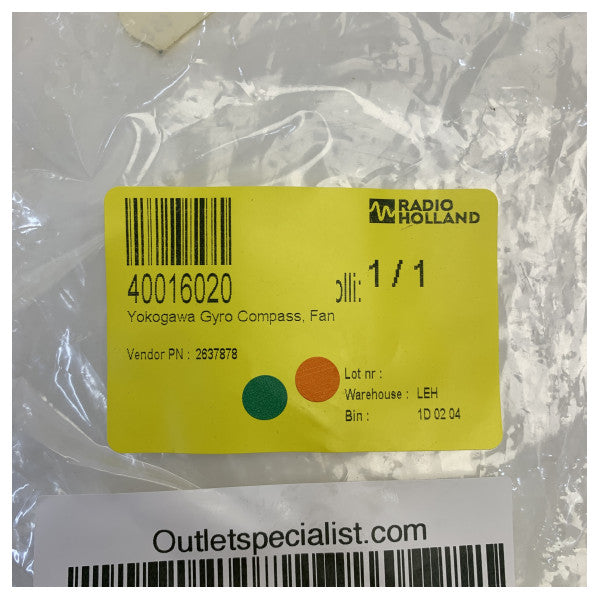 RADIO
HOLLAND
40016020
olli: 1 / 1
Yokogawa Gyro Compass, Fan
Vendor PN : 2637878
Lot nr :
Warehouse : LEH
Bin : 1D 02 04
Outletspecialist.com